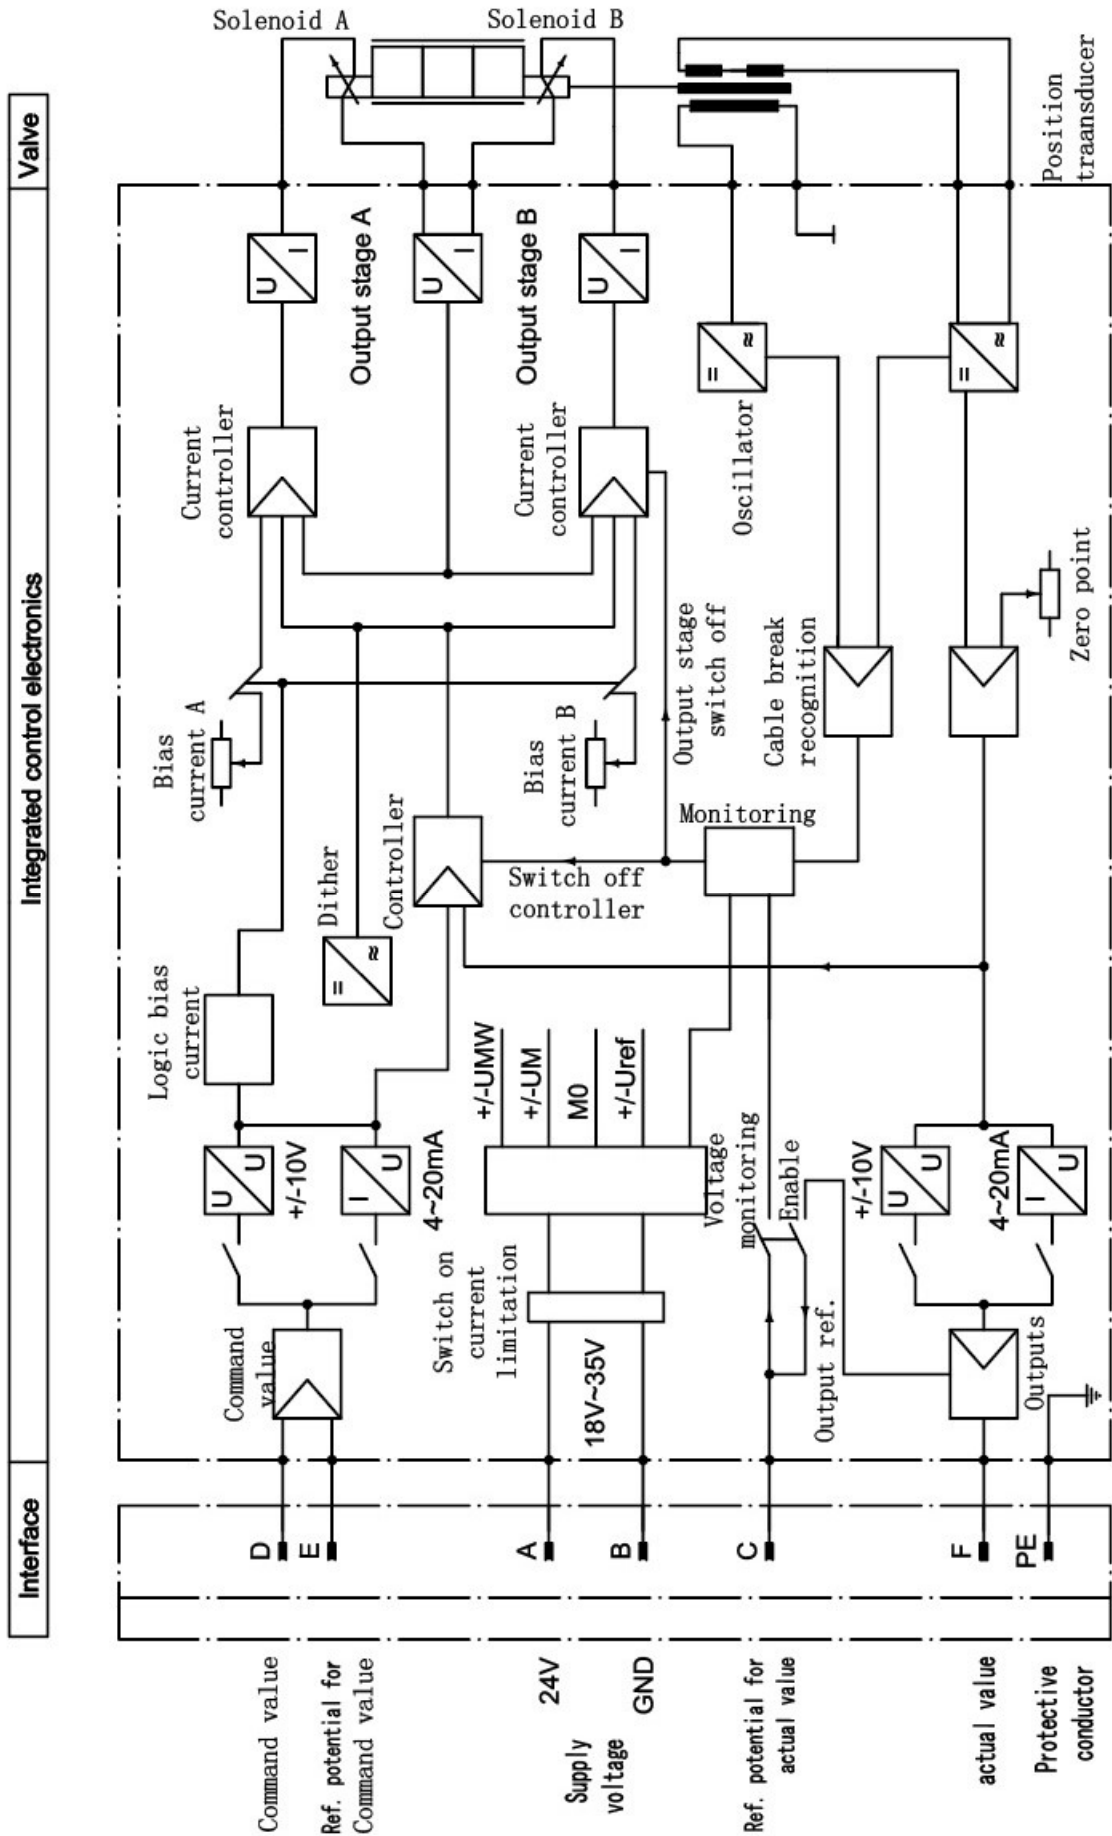 Interface
Integrated control electronics
Valve
Solenoid A
Solenoid B
Position
traansducer
U
I
Output stage A
U
I
Output stage B
U
I
Current
controller
Current
controller
=
≈
Oscillator
=
≈
Bias
current A
Bias
current B
Output stage
switch off
Cable break
recognition
Zero point
Dither
=
≈
Controller
Switch off
controller
Monitoring
Logic bias
current
+/-UMW
+/-UM
M0
+/-Uref
U
U
+/-10V
I
U
4~20mA
Voltage
monitoring
Enable
+/-10V
U
U
4~20mA
I
U
Command
value
Switch on
current
limitation
18V~35V
Output ref.
Outputs
D
E
A
B
C
F
PE
Command value
Ref. potential for
Command value
24V
Supply
voltage
GND
Ref. potential for
actual value
actual value
Protective
conductor